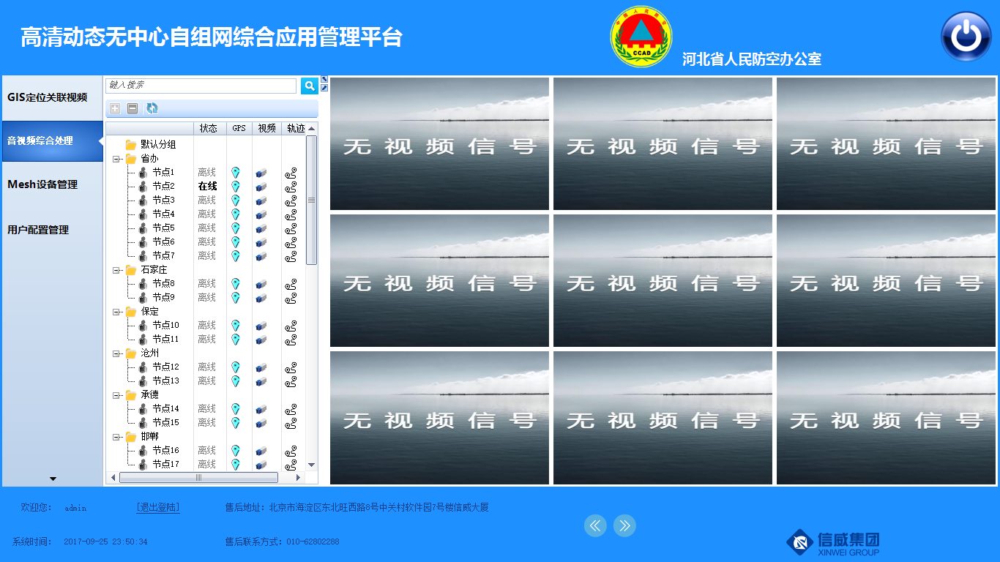 高清动态无中心自组网综合应用管理平台
中国人民防空
CCAD
河北省人民防空办公室
GIS定位关联视频
音视频综合处理
Mesh设备管理
用户配置管理
键入搜索
状态 GPS 视频 轨迹
默认分组
省办
节点1 离线
节点2 在线
节点3 离线
节点4 离线
节点5 离线
节点6 离线
节点7 离线
石家庄
节点8 离线
节点9 离线
保定
节点10 离线
节点11 离线
沧州
节点12 离线
节点13 离线
承德
节点14 离线
节点15 离线
邯郸
节点16 离线
节点17 离线
无视频信号 无视频信号 无视频信号
无视频信号 无视频信号 无视频信号
无视频信号 无视频信号 无视频信号
欢迎您: admin [退出登陆] 售后地址: 北京市海淀区东北旺西路8号中关村软件园7号楼信威大厦
系统时间: 2017-09-25 23:50:34 售后联系方式: 010-62802288
信威集团
XINWEI GROUP